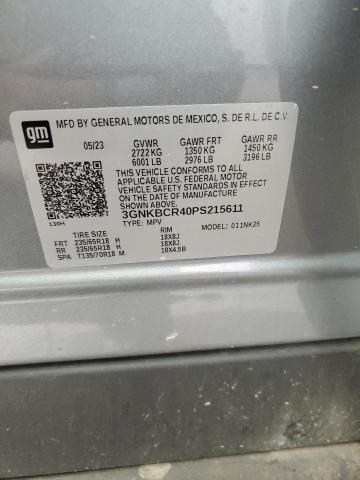 gm
MFD BY GENERAL MOTORS DE MEXICO, S. DE R.L. DE C.V.
05/23 GVWR GAWR FRT GAWR RR
2722 KG 1350 KG 1450 KG
6001 LB 2976 LB 3196 LB
THIS VEHICLE CONFORMS TO ALL
APPLICABLE U.S. FEDERAL MOTOR
VEHICLE SAFETY STANDARDS IN EFFECT ON
THE DATE OF MANUFACTURE SHOWN ABOVE.
138H 3GNKBCR40PS215611
TYPE: MPV MODEL: 011NK26
TIRE SIZE RIM
FRT 235/65R18 H 18X8J
RR 235/65R18 H 18X8J
SPA T135/70R18 M 18X4.5B